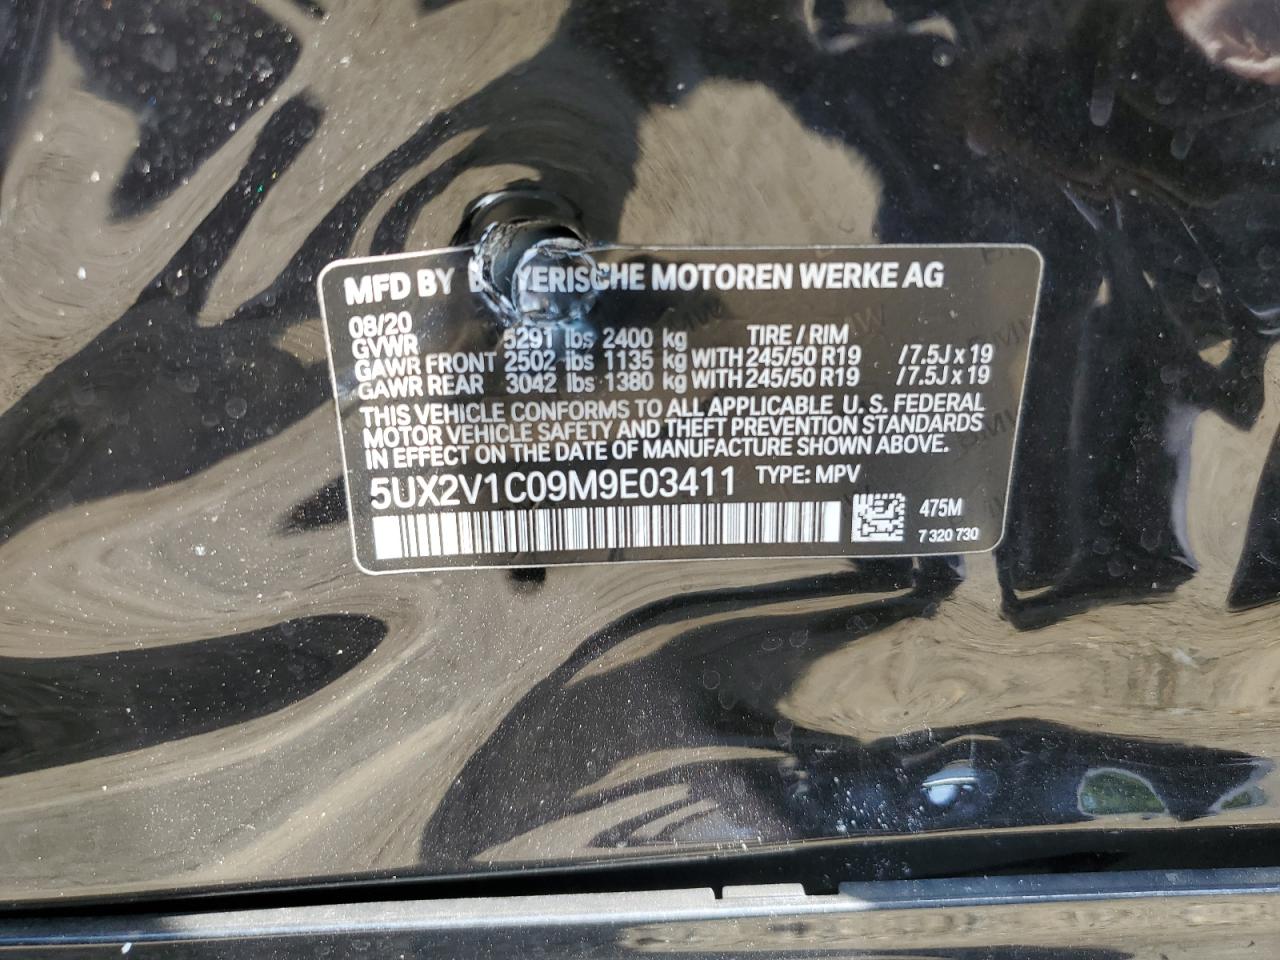 MFD BY BAYERISCHE MOTOREN WERKE AG
08/20
GVWR 5291 lbs 2400 kg TIRE / RIM
GAWR FRONT 2502 lbs 1135 kg WITH 245/50 R19 /7.5J x 19
GAWR REAR 3042 lbs 1380 kg WITH 245/50 R19 /7.5J x 19
THIS VEHICLE CONFORMS TO ALL APPLICABLE U.S. FEDERAL
MOTOR VEHICLE SAFETY AND THEFT PREVENTION STANDARDS
IN EFFECT ON THE DATE OF MANUFACTURE SHOWN ABOVE.
5UX2V1C09M9E03411 TYPE: MPV
475M
7 320 730